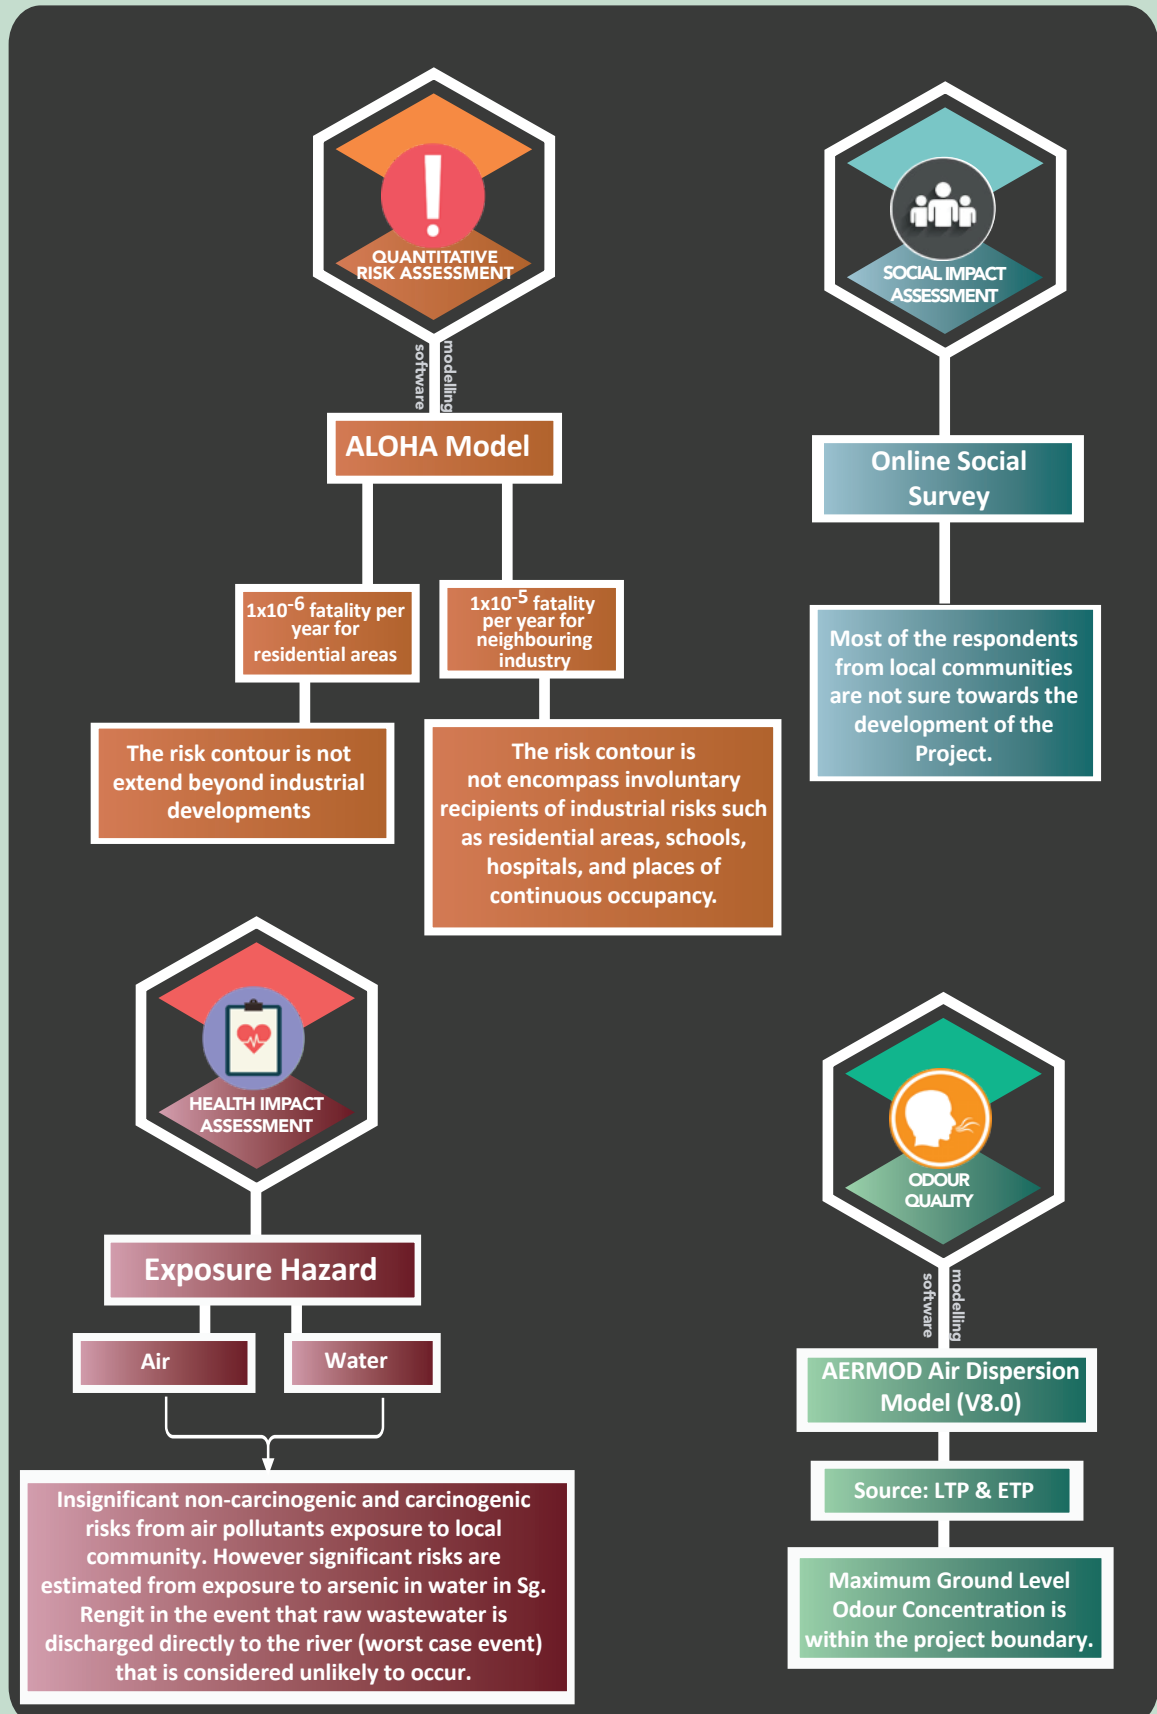 QUANTITATIVE
RISK ASSESSMENT
modelling
software
ALOHA Model
1x10-6 fatality per
year for
residential areas
The risk contour is not
extend beyond industrial
developments
1x10-5 fatality
per year for
neighbouring
industry
The risk contour is
not encompass involuntary
recipients of industrial risks such
as residential areas, schools,
hospitals, and places of
continuous occupancy.
SOCIAL IMPACT
ASSESSMENT
Online Social
Survey
Most of the respondents
from local communities
are not sure towards the
development of the
Project.
HEALTH IMPACT
ASSESSMENT
Exposure Hazard
Air
Water
Insignificant non-carcinogenic and carcinogenic
risks from air pollutants exposure to local
community. However significant risks are
estimated from exposure to arsenic in water in Sg.
Rengit in the event that raw wastewater is
discharged directly to the river (worst case event)
that is considered unlikely to occur.
ODOUR
QUALITY
modelling
software
AERMOD Air Dispersion
Model (V8.0)
Source: LTP & ETP
Maximum Ground Level
Odour Concentration is
within the project boundary.